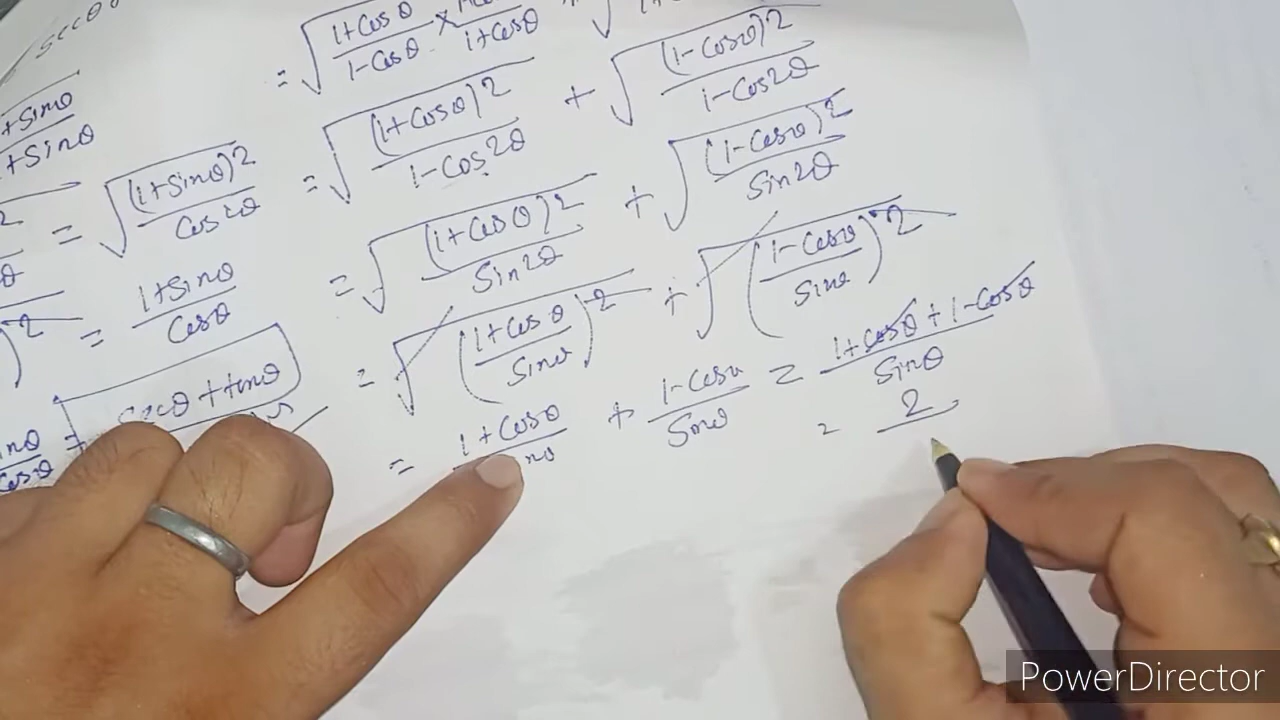 secθ
= √(1+Cosθ/1-Cosθ × /1+Cosθ) + √
+Sinθ/+Sinθ
= √((1+Cosθ)2/1-Cos2θ) + √((1-Cosθ)2/1-Cos2θ)
= √((1+Sinθ)2/Cos2θ)
= √((1+Cosθ)2/Sin2θ) + √((1-Cosθ)2/Sin2θ)
= 1+Sinθ/Cosθ
= √(1+Cosθ/Sinθ)2 + √(1-Cosθ/Sinθ)2
secθ + tanθ
= 1+Cosθ/nθ + 1-Cosθ/Sinθ = 1+Cosθ+1-Cosθ/Sinθ
= 2
PowerDirector